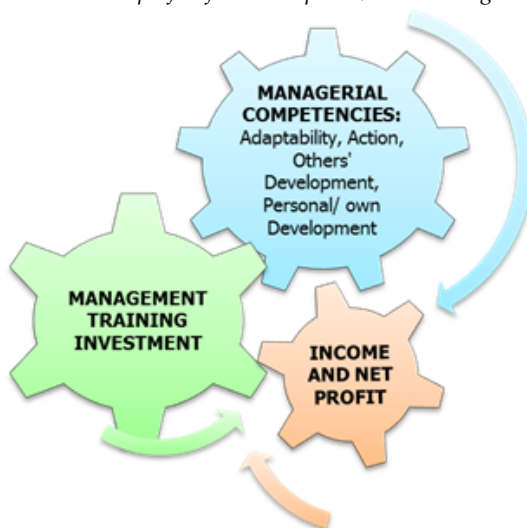 MANAGERIAL
COMPETENCIES:
Adaptability, Action,
Others'
Development,
Personal/ own
Development
MANAGEMENT
TRAINING
INVESTMENT
INCOME
AND NET
PROFIT